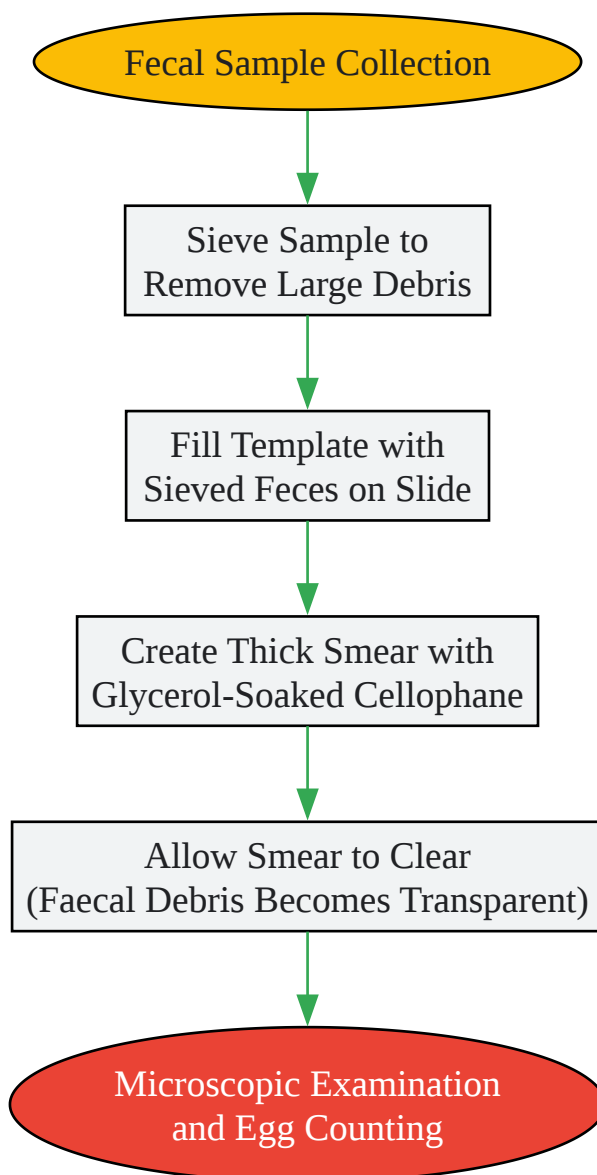 Fecal Sample Collection
Sieve Sample to
Remove Large Debris
Fill Template with
Sieved Feces on Slide
Create Thick Smear with
Glycerol-Soaked Cellophane
Allow Smear to Clear
(Faecal Debris Becomes Transparent)
Microscopic Examination
and Egg Counting